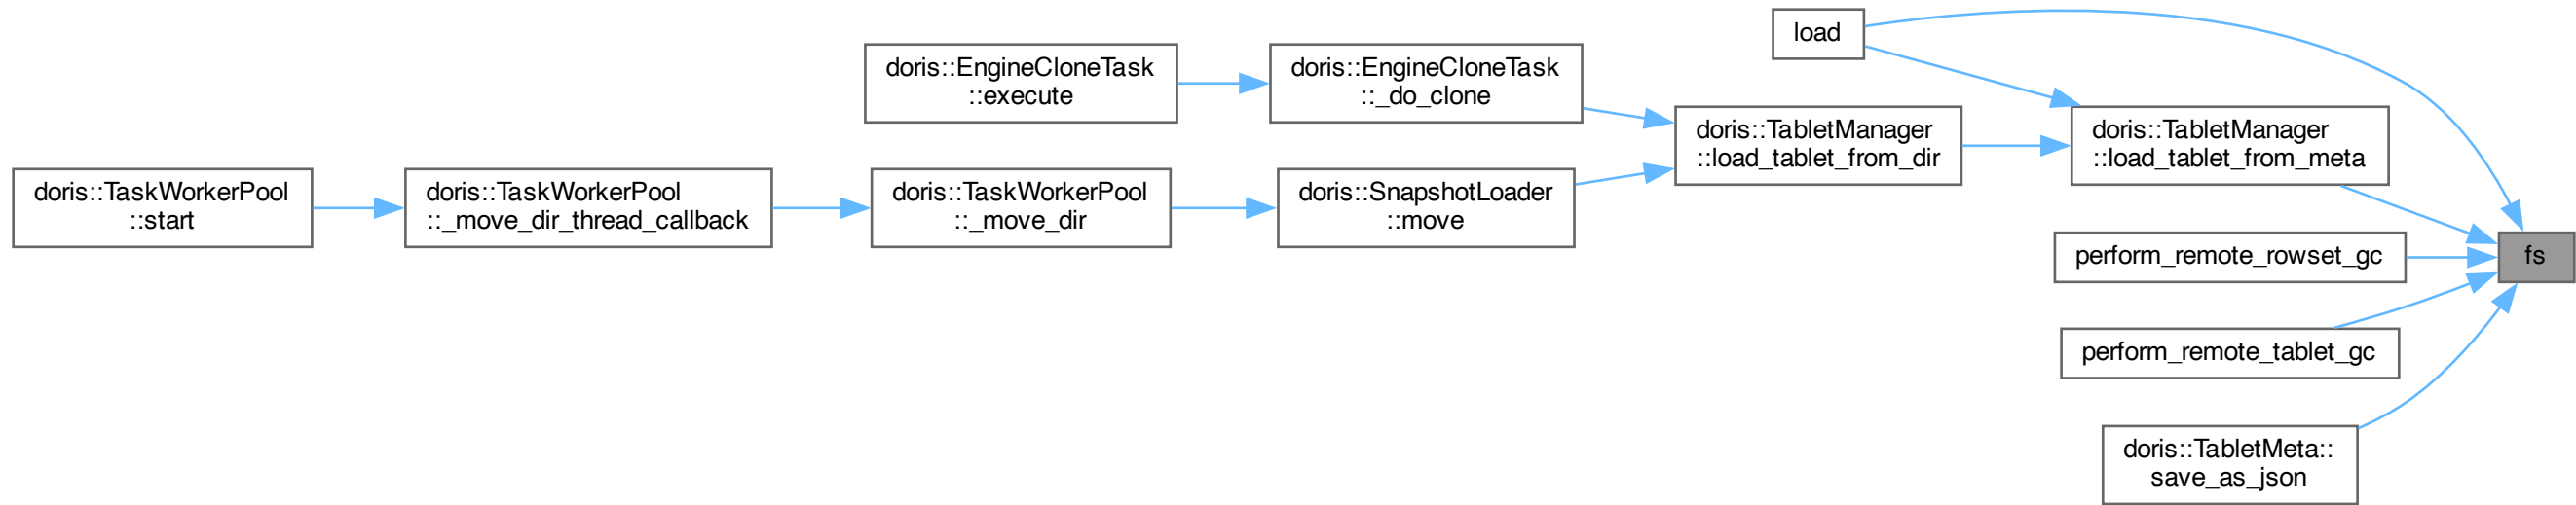 load
doris::EngineCloneTask
::execute
doris::EngineCloneTask
::_do_clone
doris::TabletManager
::load_tablet_from_dir
doris::TabletManager
::load_tablet_from_meta
doris::TaskWorkerPool
::start
doris::TaskWorkerPool
::_move_dir_thread_callback
doris::TaskWorkerPool
::_move_dir
doris::SnapshotLoader
::move
perform_remote_rowset_gc
fs
perform_remote_tablet_gc
doris::TabletMeta::
save_as_json